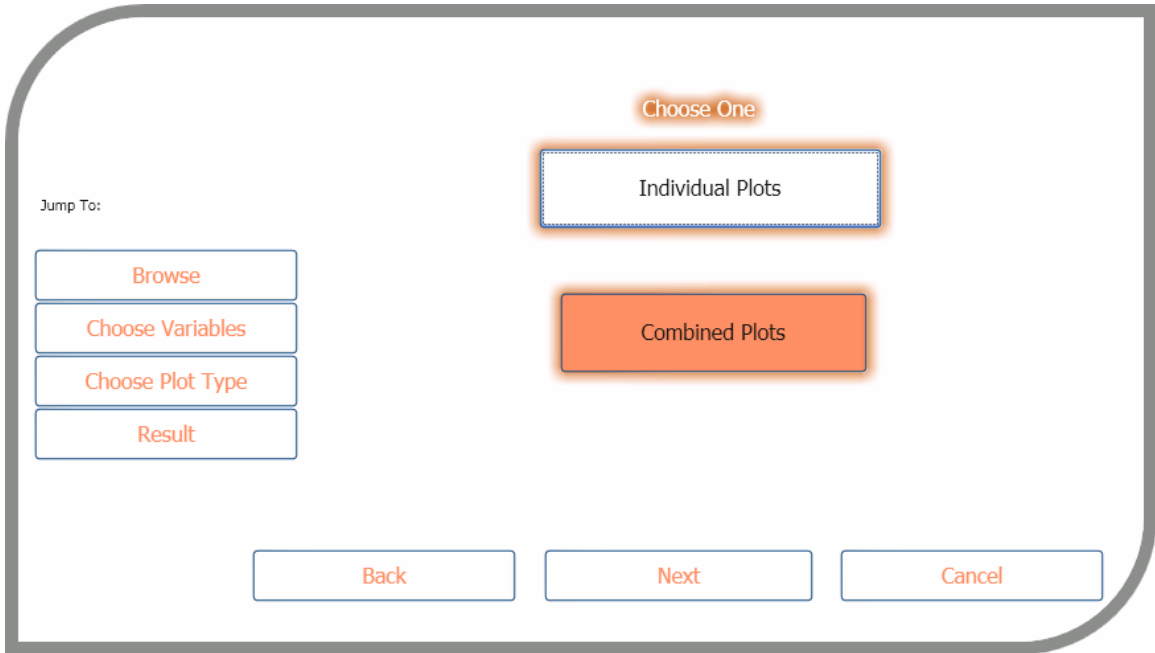 Choose One
Individual Plots
Jump To:
Browse
Combined Plots
Choose Variables
Choose Plot Type
Result
Back
Next
Cancel